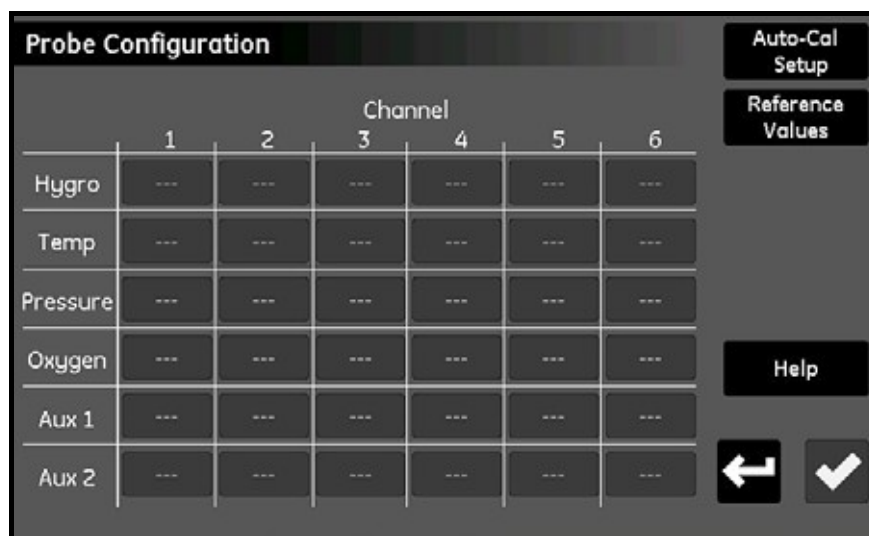 Probe Configuration
Auto-Cal
Setup
Reference
Values
Channel
1 2 3 4 5 6
Hygro --- --- --- --- --- ---
Temp --- --- --- --- --- ---
Pressure --- --- --- --- --- ---
Oxygen --- --- --- --- --- ---
Aux 1 --- --- --- --- --- ---
Aux 2 --- --- --- --- --- ---
Help